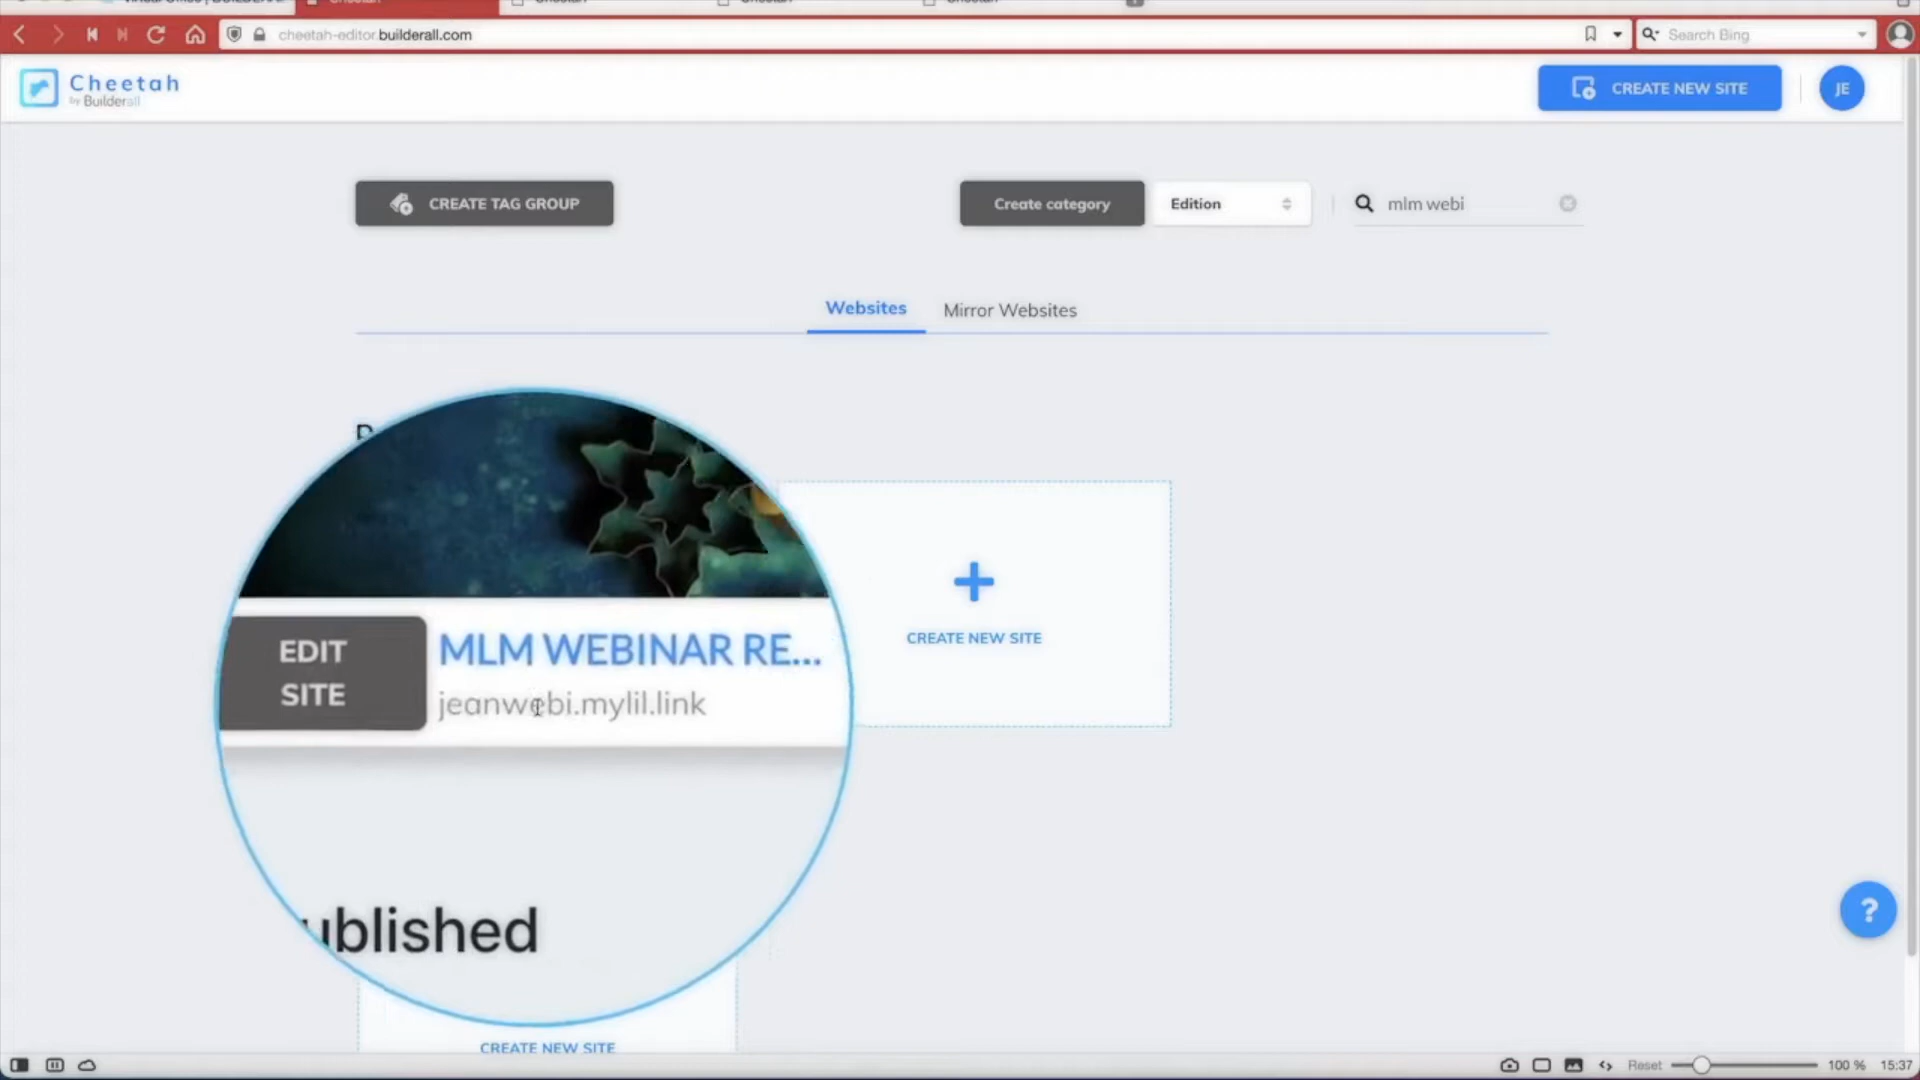 cheetah-editor.builderall.com
Search Bing
Cheetah
by Builderall
CREATE NEW SITE
JE
CREATE TAG GROUP
Create category
Edition
mlm webi
Websites
Mirror Websites
EDIT
SITE
MLM WEBINAR RE...
jeanwebi.mylil.link
CREATE NEW SITE
ublished
CREATE NEW SITE
?
Reset
100 %
15:37